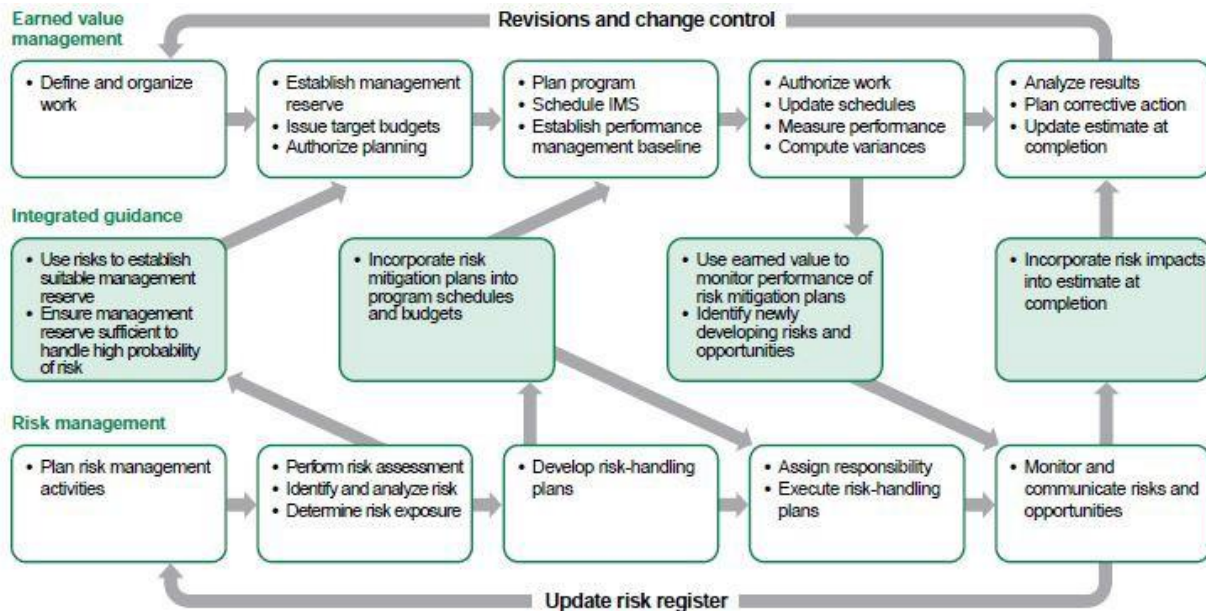 Earned value
management
Revisions and change control
• Define and organize
work
• Establish management
reserve
• Issue target budgets
• Authorize planning
• Plan program
• Schedule IMS
• Establish performance
management baseline
• Authorize work
• Update schedules
• Measure performance
• Compute variances
• Analyze results
• Plan corrective action
• Update estimate at
completion
Integrated guidance
• Use risks to establish
suitable management
reserve
• Ensure management
reserve sufficient to
handle high probability
of risk
• Incorporate risk
mitigation plans into
program schedules
and budgets
• Use earned value to
monitor performance of
risk mitigation plans
• Identify newly
developing risks and
opportunities
• Incorporate risk impacts
into estimate at
completion
Risk management
• Plan risk management
activities
• Perform risk assessment
• Identify and analyze risk
• Determine risk exposure
• Develop risk-handling
plans
• Assign responsibility
• Execute risk-handling
plans
• Monitor and
communicate risks and
opportunities
Update risk register